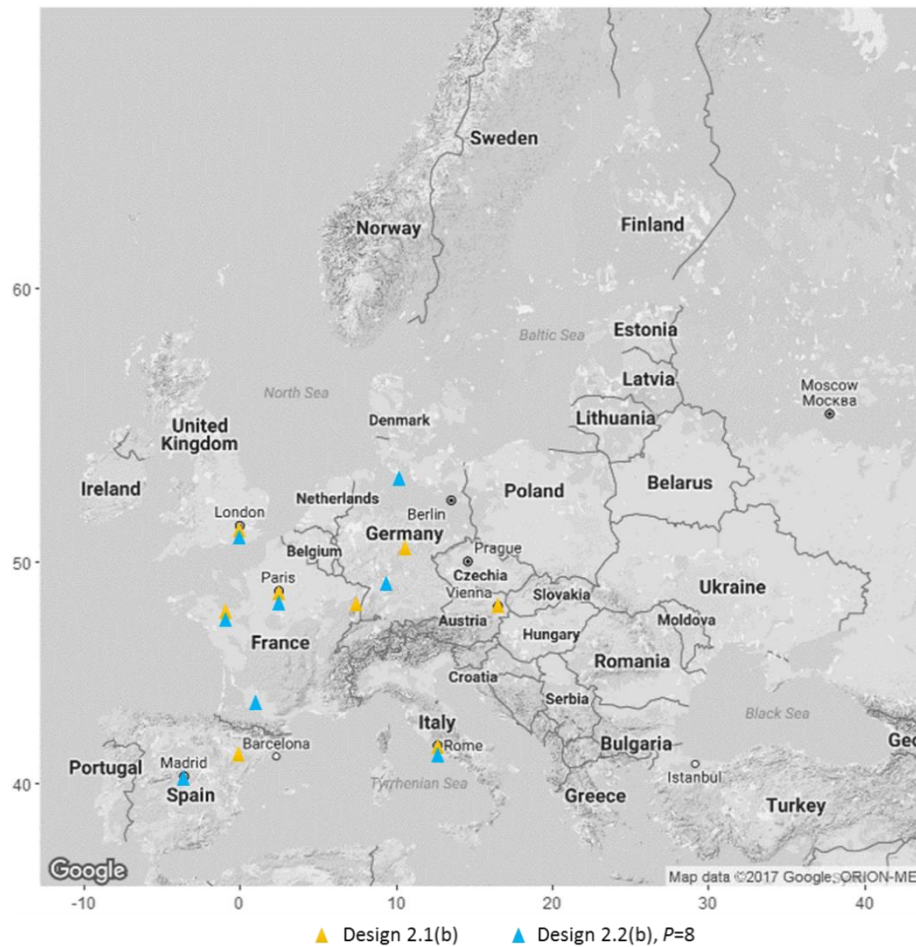 Sweden
Norway
Finland
60
Estonia
Baltic Sea
Latvia
North Sea
Moscow
Москва
Lithuania
Denmark
United
Kingdom
Belarus
Ireland
Poland
Netherlands
London
Berlin
Germany
Belgium
Prague
50
Paris
Czechia
Ukraine
Vienna
Slovakia
Austria
Moldova
France
Hungary
Romania
Croatia
Serbia
Black Sea
Italy
Barcelona
Rome
Bulgaria
Geo
Portugal
Madrid
40
Tyrrhenian Sea
Istanbul
Spain
Greece
Turkey
Google
Map data ©2017 Google, ORION-ME
-10 0 10 20 30 40
Design 2.1(b) Design 2.2(b), P=8